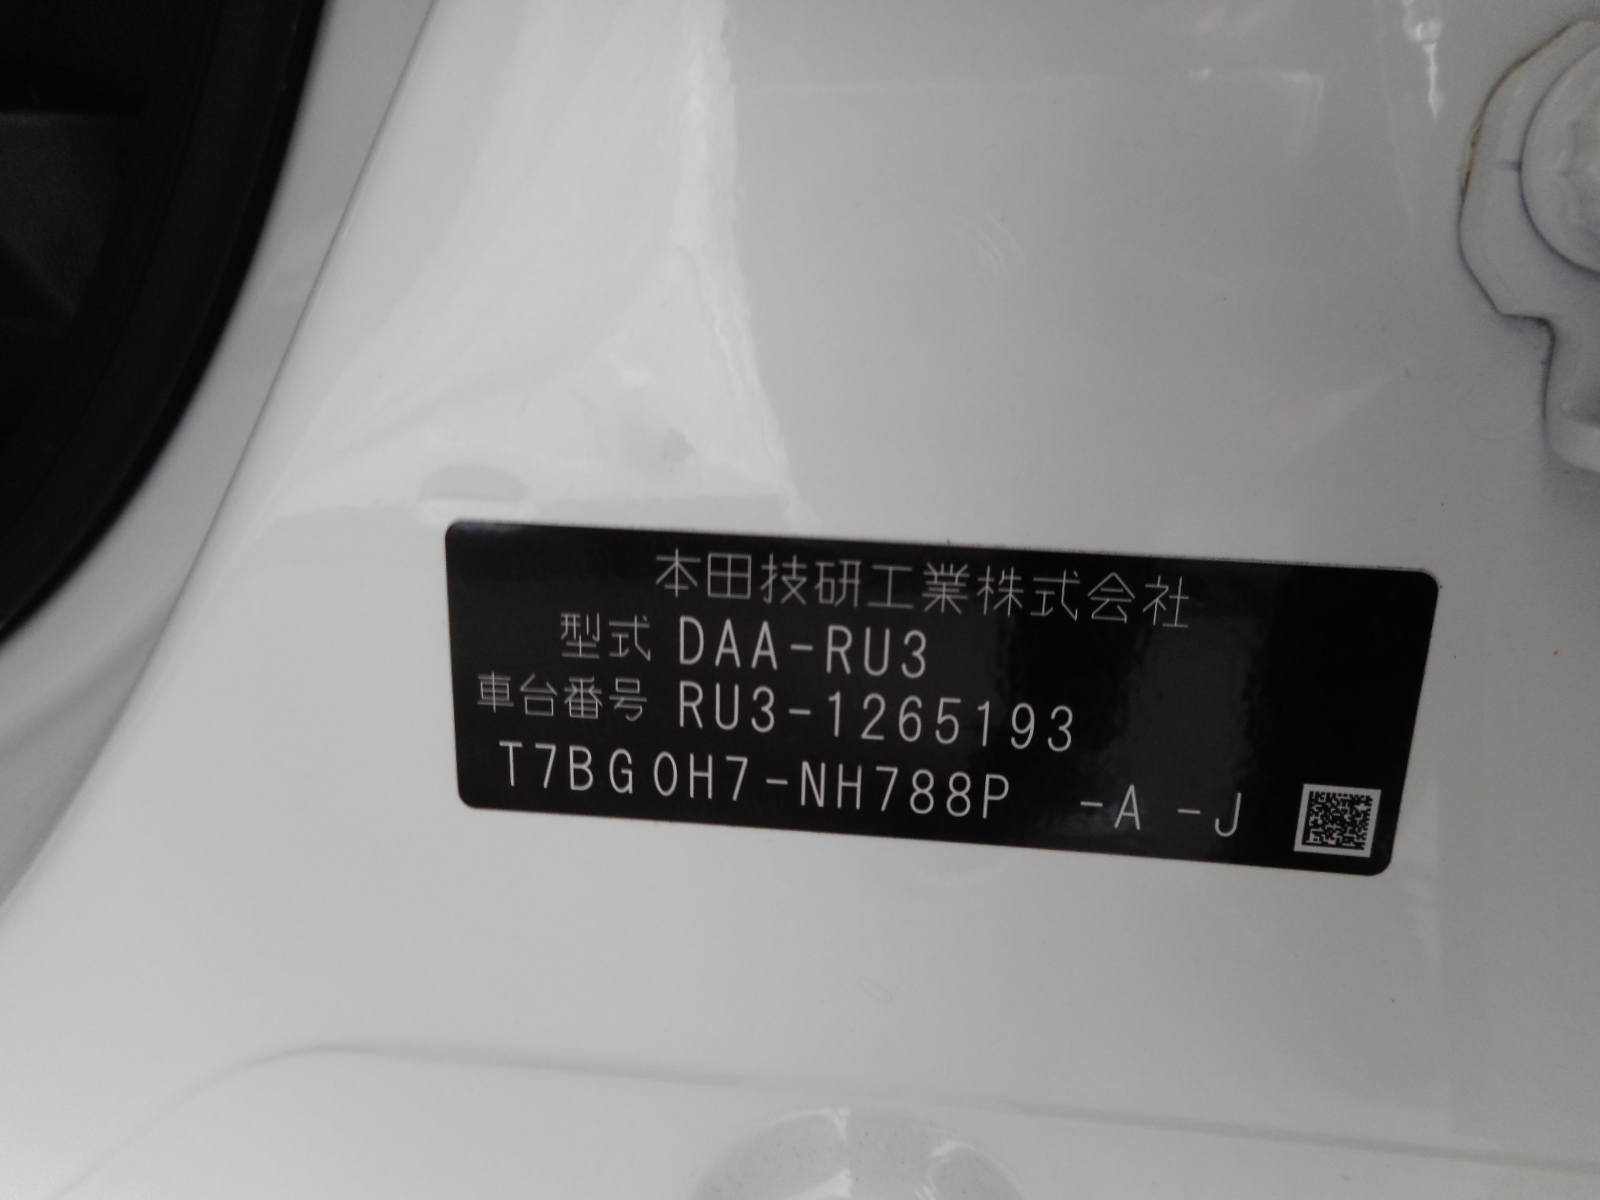 本田技研工業株式会社
型式 DAA-RU3
車台番号 RU3-1265193
T7BG0H7-NH788P -A -J